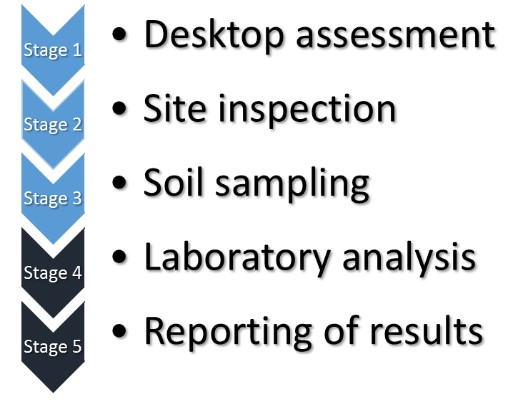 Stage 1
• Desktop assessment
Stage 2
• Site inspection
Stage 3
• Soil sampling
Stage 4
• Laboratory analysis
Stage 5
• Reporting of results